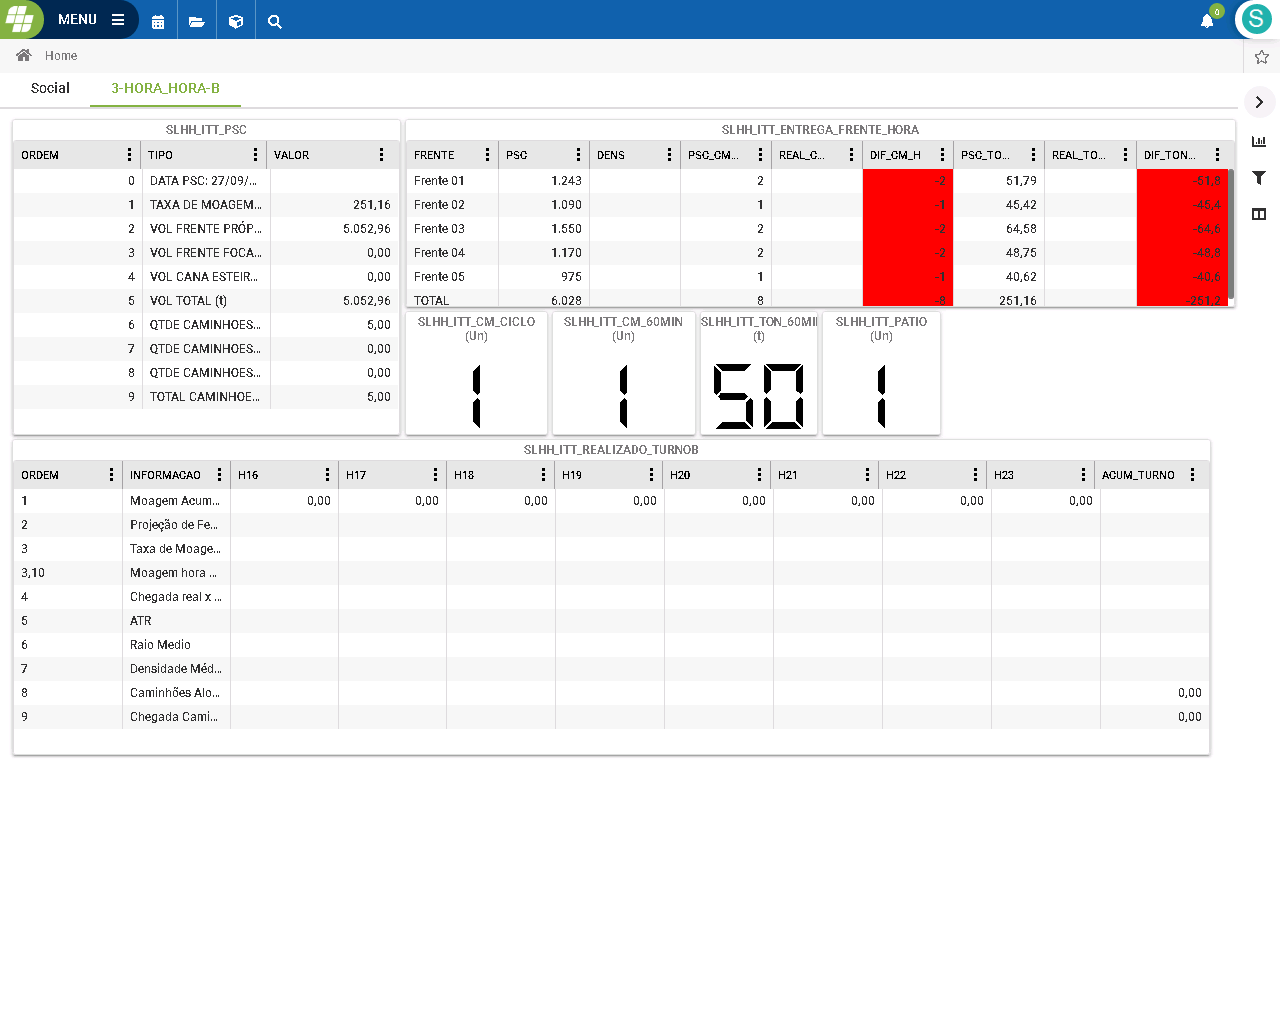 MENU
0
S
Home
Social
3-HORA_HORA-B
SLHH_ITT_PSC
ORDEM TIPO VALOR
0 DATA PSC: 27/09/...
1 TAXA DE MOAGEM... 251,16
2 VOL FRENTE PRÓP... 5.052,96
3 VOL FRENTE FOCA... 0,00
4 VOL CANA ESTEIR... 0,00
5 VOL TOTAL (t) 5.052,96
6 QTDE CAMINHOES... 5,00
7 QTDE CAMINHOES... 0,00
8 QTDE CAMINHOES... 0,00
9 TOTAL CAMINHOE... 5,00
SLHH_ITT_ENTREGA_FRENTE_HORA
FRENTE PSC DENS PSC_CM... REAL_C... DIF_CM_H PSC_TO... REAL_TO... DIF_TON...
Frente 01 1.243 2 -2 51,79 -51,8
Frente 02 1.090 1 -1 45,42 -45,4
Frente 03 1.550 2 -2 64,58 -64,6
Frente 04 1.170 2 -2 48,75 -48,8
Frente 05 975 1 -1 40,62 -40,6
TOTAL 6.028 8 -8 251,16 -251,2
SLHH_ITT_CM_CICLO
(Un)
1
SLHH_ITT_CM_60MIN
(Un)
1
SLHH_ITT_TON_60MI
(t)
50
SLHH_ITT_PATIO
(Un)
1
SLHH_ITT_REALIZADO_TURNOB
ORDEM INFORMACAO H16 H17 H18 H19 H20 H21 H22 H23 ACUM_TURNO
1 Moagem Acum... 0,00 0,00 0,00 0,00 0,00 0,00 0,00 0,00
2 Projeção de Fe...
3 Taxa de Moage...
3,10 Moagem hora ...
4 Chegada real x ...
5 ATR
6 Raio Medio
7 Densidade Méd...
8 Caminhões Alo... 0,00
9 Chegada Cami... 0,00